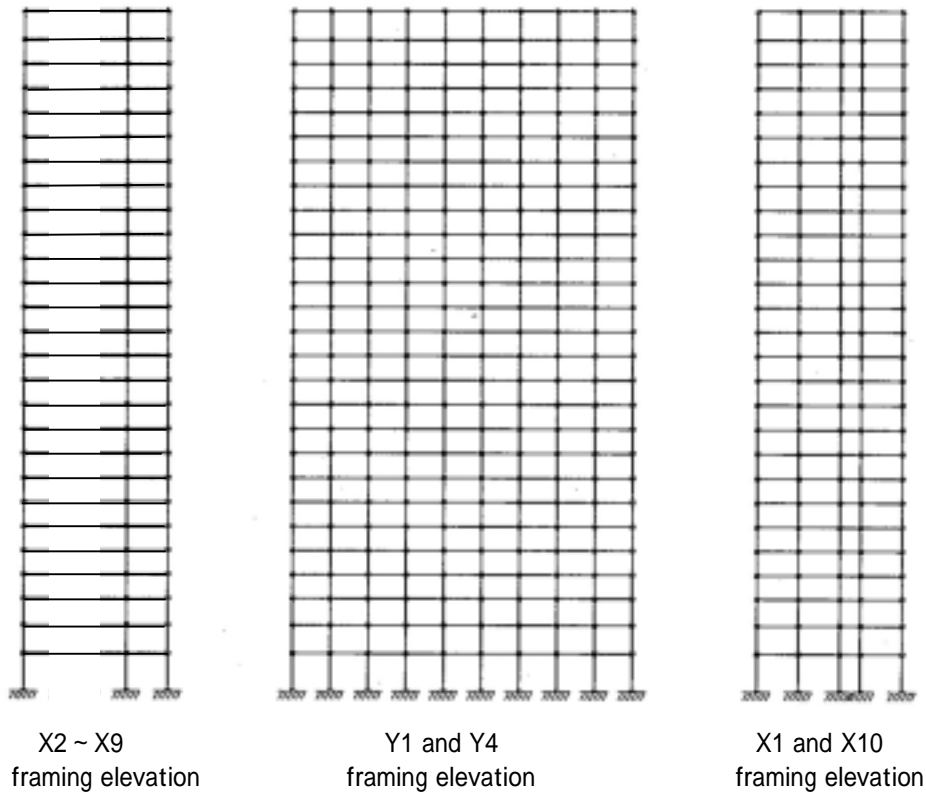 X2 ~ X9
framing elevation
Y1 and Y4
framing elevation
X1 and X10
framing elevation